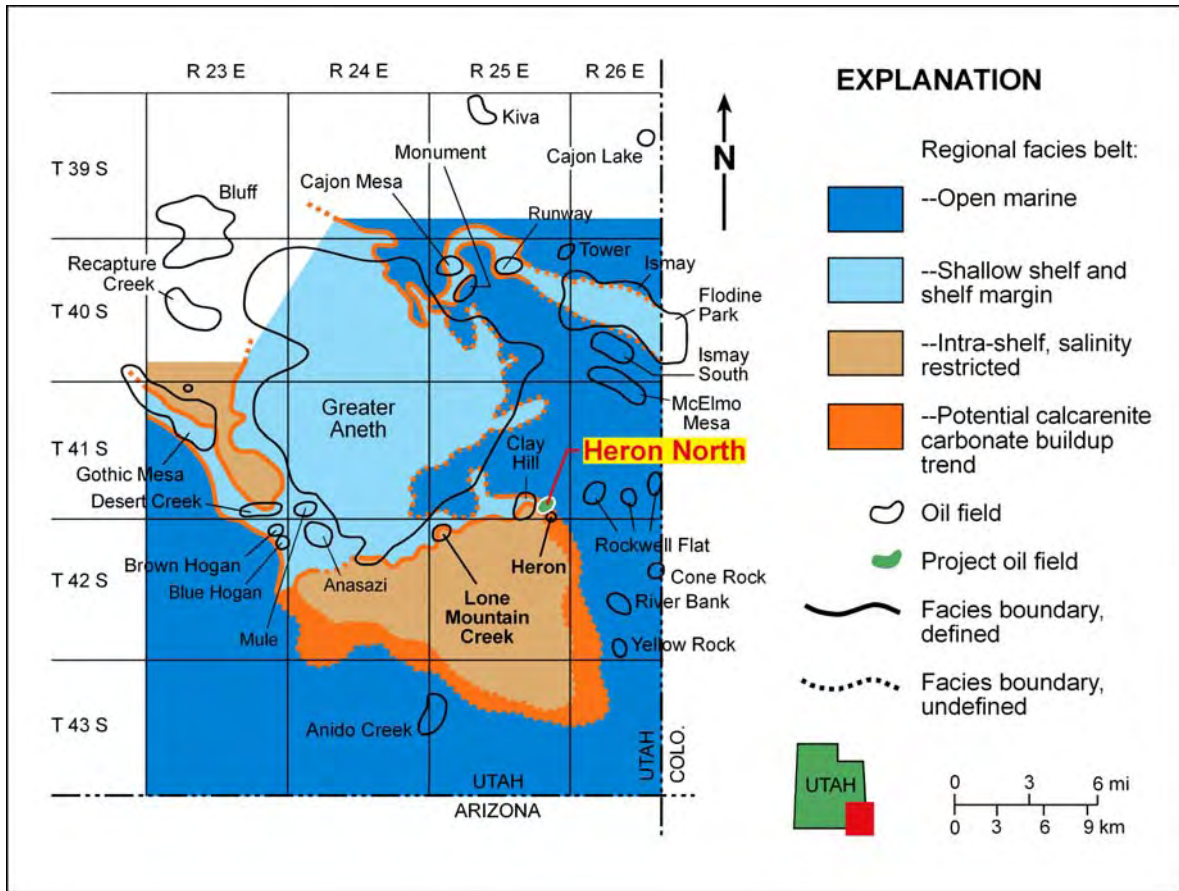 R 23 E
R 24 E
R 25 E
R 26 E
EXPLANATION
Kiva
N
Monument
Cajon Lake
T 39 S
Cajon Mesa
Bluff
Runway
Tower
Ismay
Recapture
Creek
Flodine
Park
T 40 S
Ismay
South
McElmo
Mesa
Greater
Aneth
Clay
Hill
Heron North
T 41 S
Gothic Mesa
Desert Creek
Rockwell Flat
Brown Hogan
Blue Hogan
Anasazi
Heron
T 42 S
Cone Rock
Lone
Mountain
Creek
River Bank
Mule
Yellow Rock
T 43 S
Anido Creek
UTAH
COLO.
UTAH
ARIZONA
Regional facies belt:
--Open marine
--Shallow shelf and
shelf margin
--Intra-shelf, salinity
restricted
--Potential calcarenite
carbonate buildup
trend
Oil field
Project oil field
Facies boundary,
defined
Facies boundary,
undefined
UTAH
0 3 6 mi
0 3 6 9 km